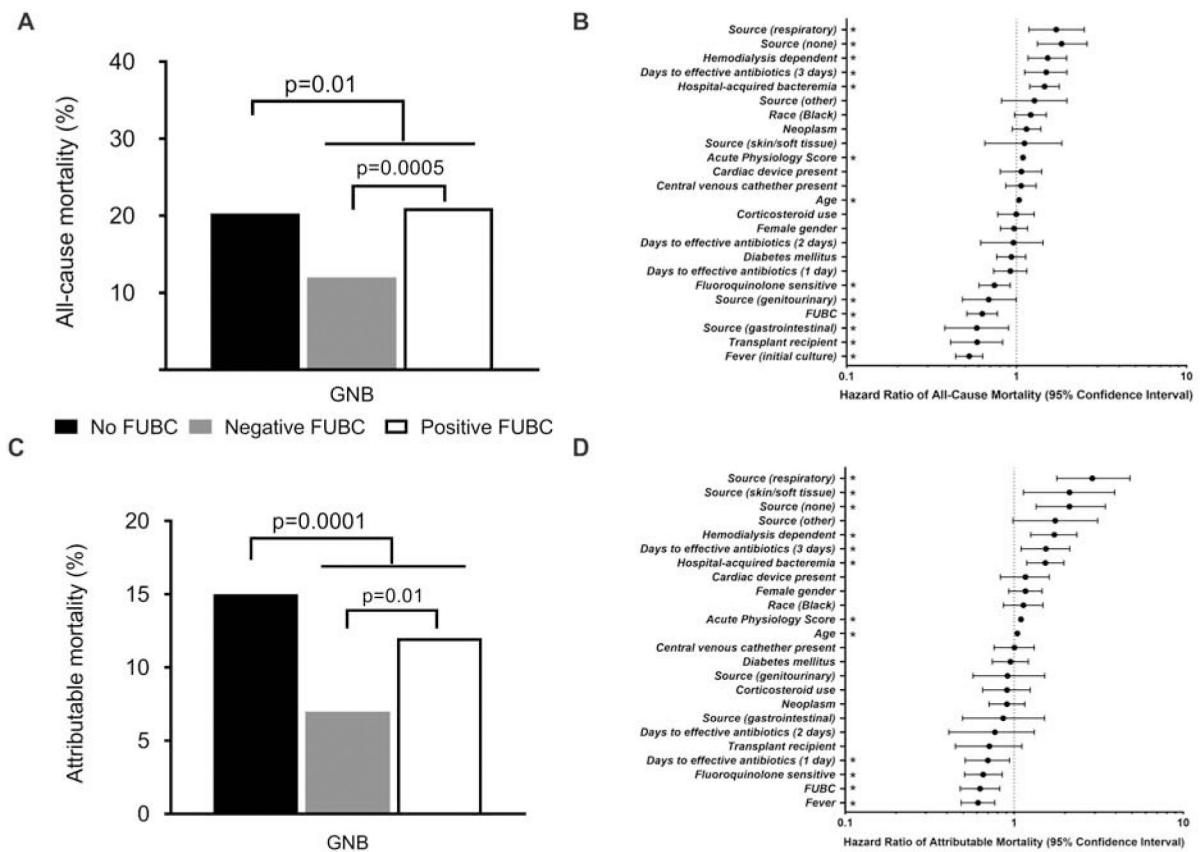 A
All-cause mortality (%)
40
30
20
10
p=0.01
p=0.0005
GNB
No FUBC
Negative FUBC
Positive FUBC
B
Source (respiratory) *
Source (none) *
Hemodialysis dependent *
Days to effective antibiotics (3 days) *
Hospital-acquired bacteremia *
Source (other)
Race (Black)
Neoplasm
Source (skin/soft tissue)
Acute Physiology Score *
Cardiac device present
Central venous cathether present
Age *
Corticosteroid use
Female gender
Days to effective antibiotics (2 days)
Diabetes mellitus
Days to effective antibiotics (1 day)
Fluoroquinolone sensitive *
Source (genitourinary) *
FUBC *
Source (gastrointestinal) *
Transplant recipient *
Fever (initial culture) *
0.1 1 10
Hazard Ratio of All-Cause Mortality (95% Confidence Interval)
C
Attributable mortality (%)
20
15
10
5
0
p=0.0001
p=0.01
GNB
D
Source (respiratory) *
Source (skin/soft tissue) *
Source (none) *
Source (other)
Hemodialysis dependent *
Days to effective antibiotics (3 days) *
Hospital-acquired bacteremia *
Cardiac device present
Female gender
Race (Black)
Acute Physiology Score *
Age *
Central venous cathether present
Diabetes mellitus
Source (genitourinary)
Corticosteroid use
Neoplasm
Source (gastrointestinal)
Days to effective antibiotics (2 days)
Transplant recipient
Days to effective antibiotics (1 day) *
Fluoroquinolone sensitive *
FUBC *
Fever *
0.1 1 10
Hazard Ratio of Attributable Mortality (95% Confidence Interval)